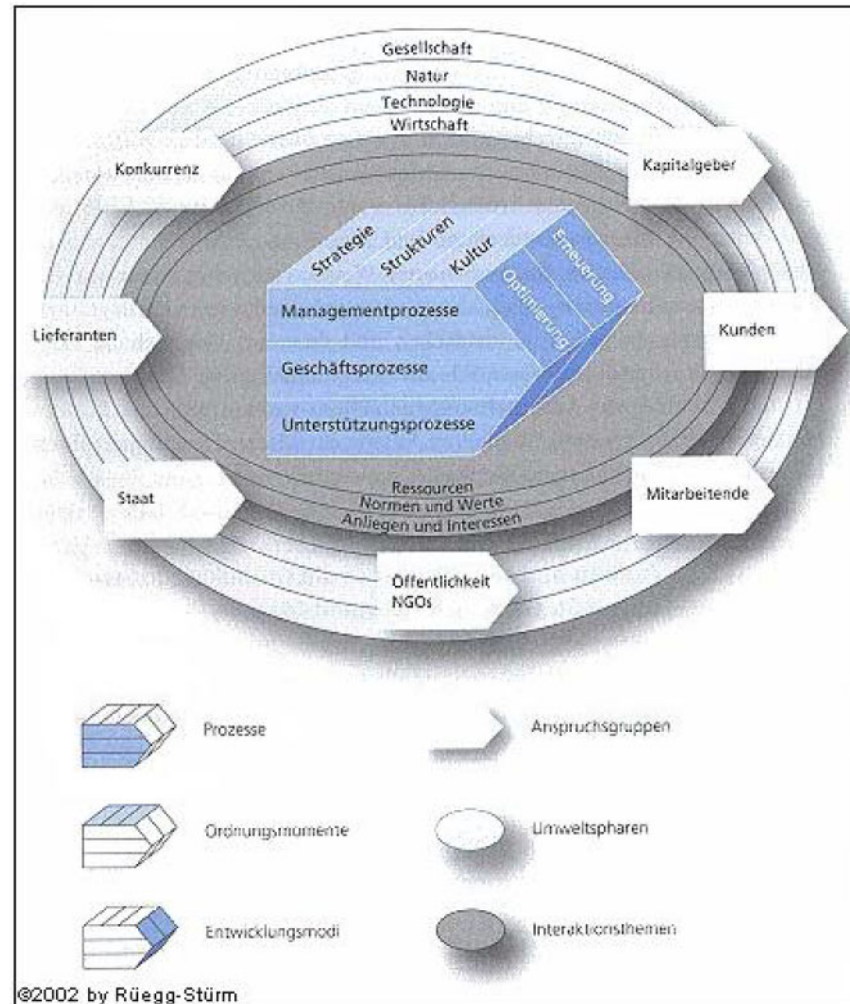 Gesellschaft
Natur
Technologie
Wirtschaft
Konkurrenz
Kapitalgeber
Strategie
Strukturen
Kultur
Erneuerung
Optimierung
Managementprozesse
Lieferanten
Kunden
Geschäftsprozesse
Unterstützungsprozesse
Staat
Ressourcen
Normen und Werte
Anliegen und Interessen
Mitarbeitende
Öffentlichkeit
NGOs
Prozesse
Anspruchsgruppen
Ordnungsmomente
Umweltsphären
Entwicklungsmodi
Interaktionsthemen
©2002 by Rüegg-Stürm